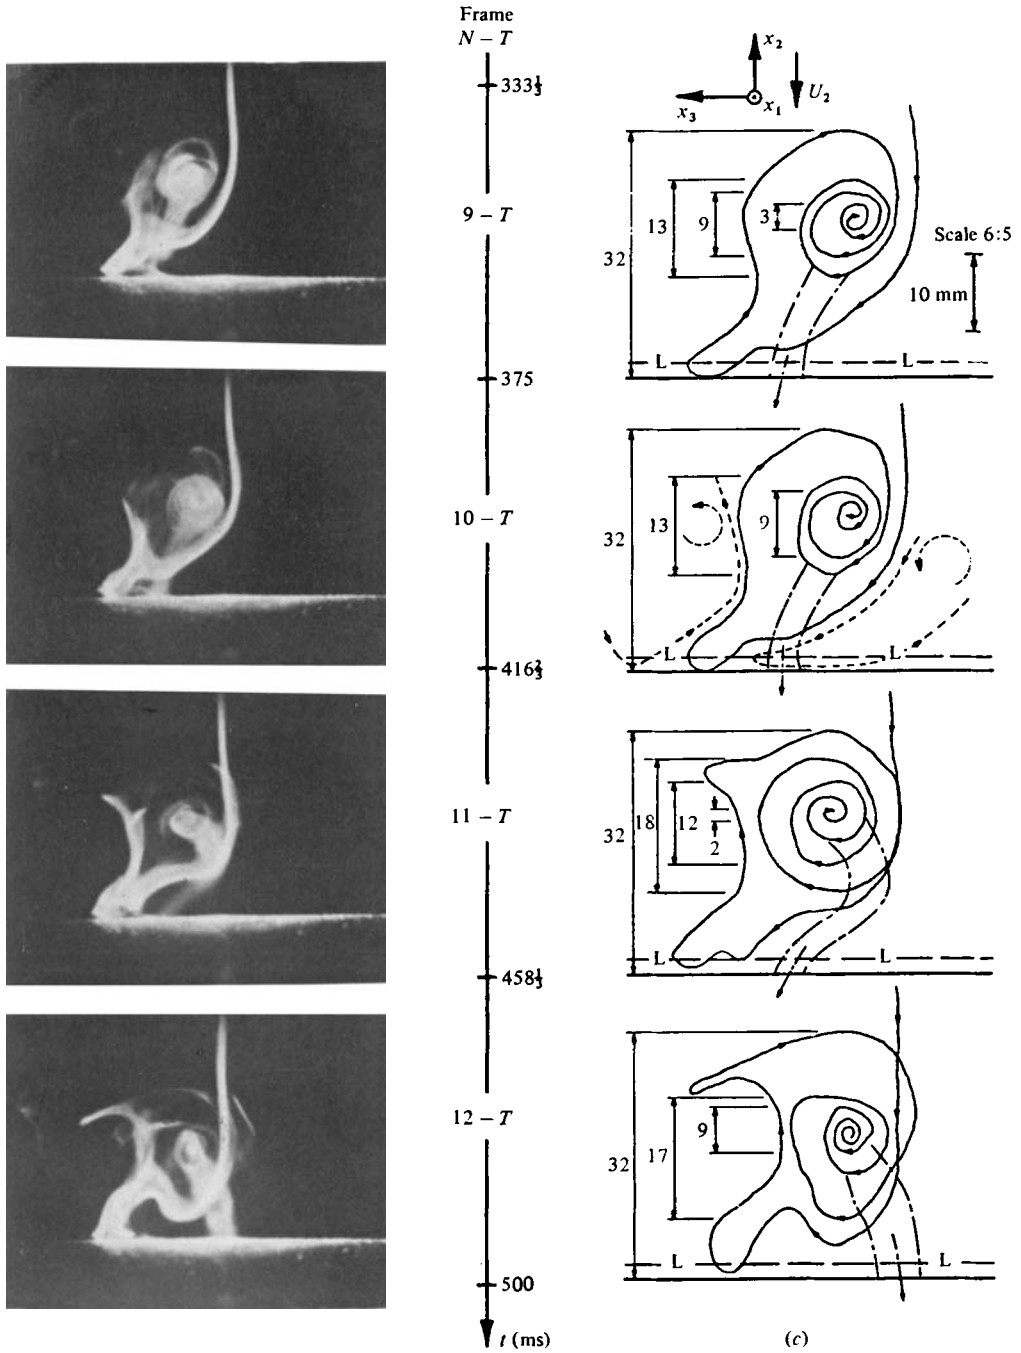 Frame
N – T
333⅓
9 – T
375
10 – T
416⅔
11 – T
458⅓
12 – T
500
t (ms)
x₂
x₃
x₁
U₂
32
13
9
3
Scale 6:5
10 mm
L
L
32
13
9
L
L
32
18
12
2
L
L
32
17
9
L
L
(c)